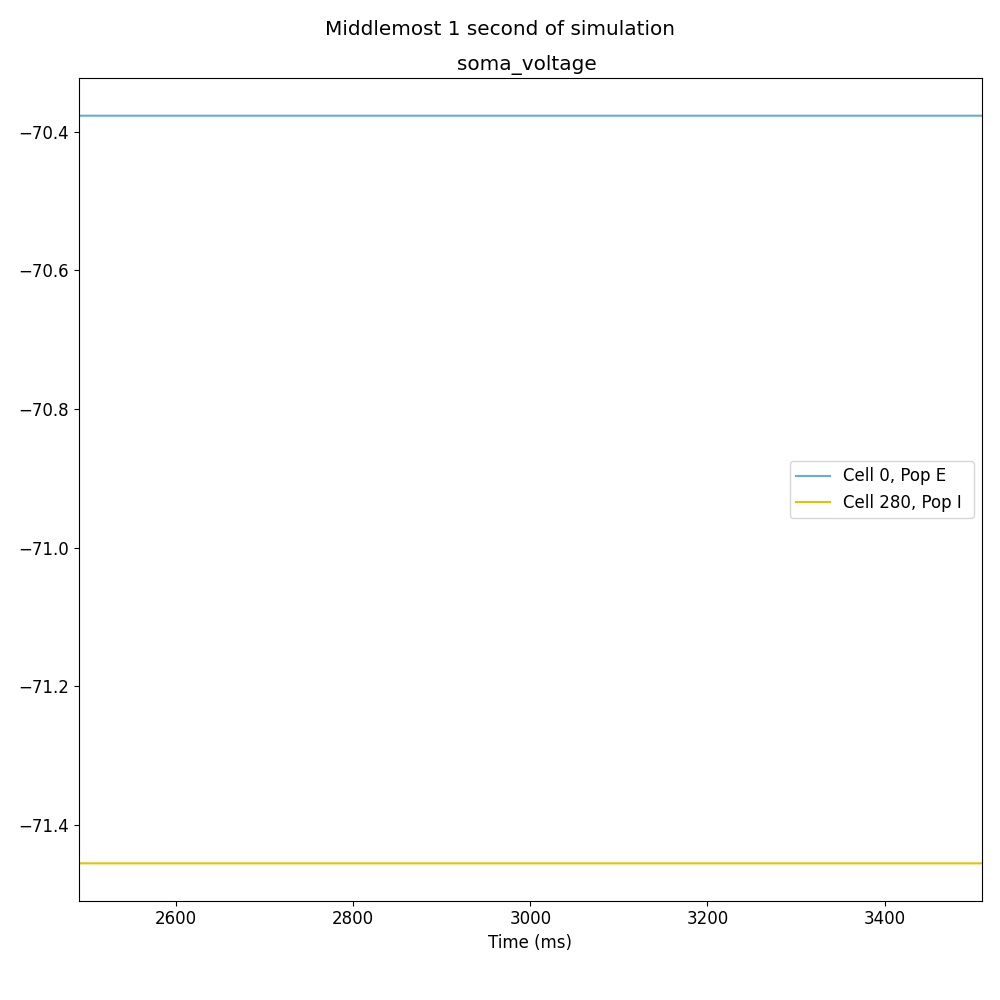 Middlemost 1 second of simulation
soma_voltage
−70.4
−70.6
−70.8
−71.0
−71.2
−71.4
Cell 0, Pop E
Cell 280, Pop I
2600 2800 3000 3200 3400
Time (ms)